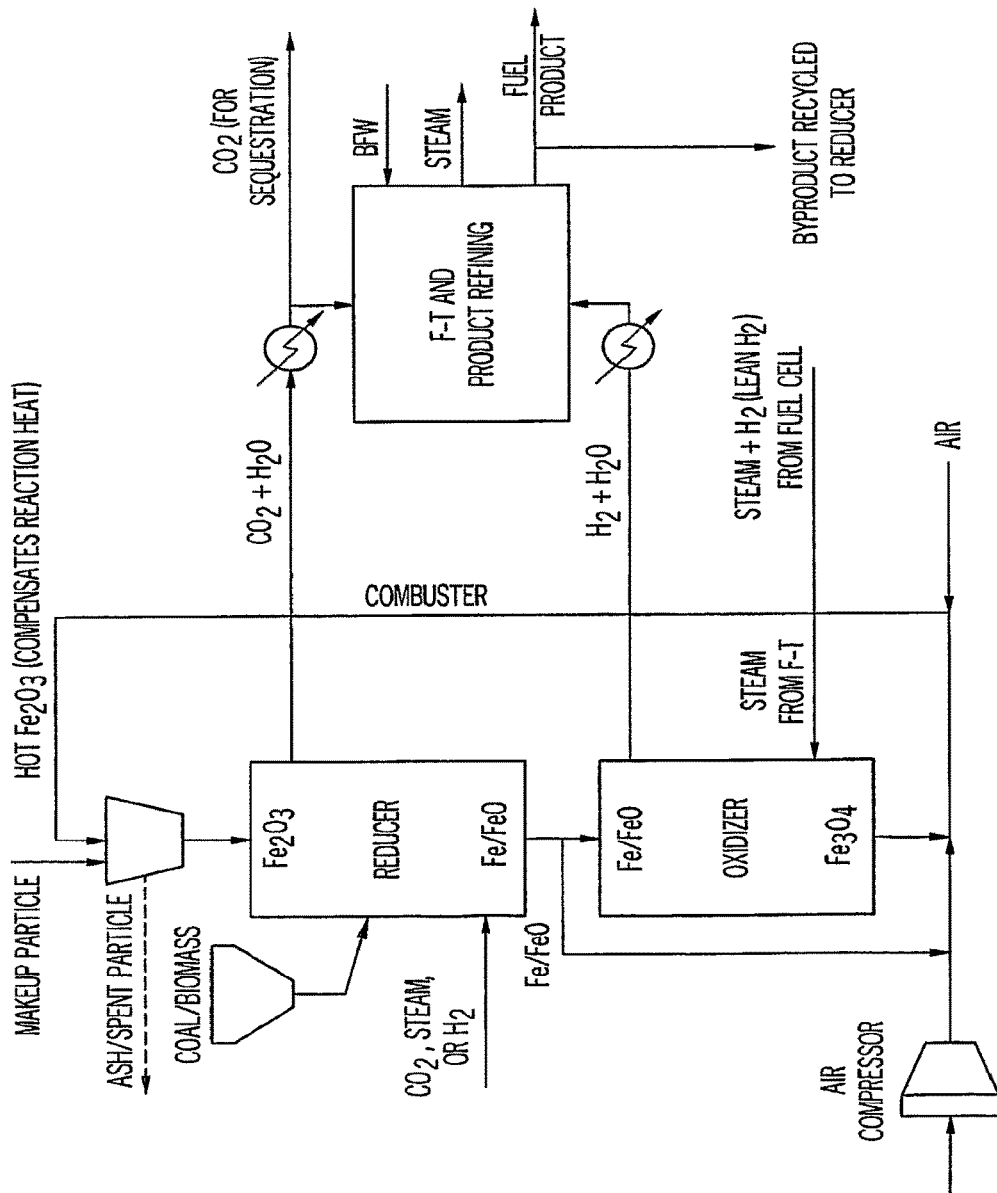 MAKEUP PARTICLE
HOT Fe2O3 (COMPENSATES REACTION HEAT)
ASH/SPENT PARTICLE
COAL/BIOMASS
CO2, STEAM,
OR H2
Fe2O3
REDUCER
Fe/FeO
Fe/FeO
Fe/FeO
OXIDIZER
Fe3O4
AIR
COMPRESSOR
COMBUSTER
STEAM
FROM F-T
CO2 + H2O
H2 + H2O
STEAM + H2 (LEAN H2)
FROM FUEL CELL
AIR
CO2 (FOR
SEQUESTRATION)
F-T AND
PRODUCT REFINING
BFW
STEAM
FUEL
PRODUCT
BYPRODUCT RECYCLED
TO REDUCER